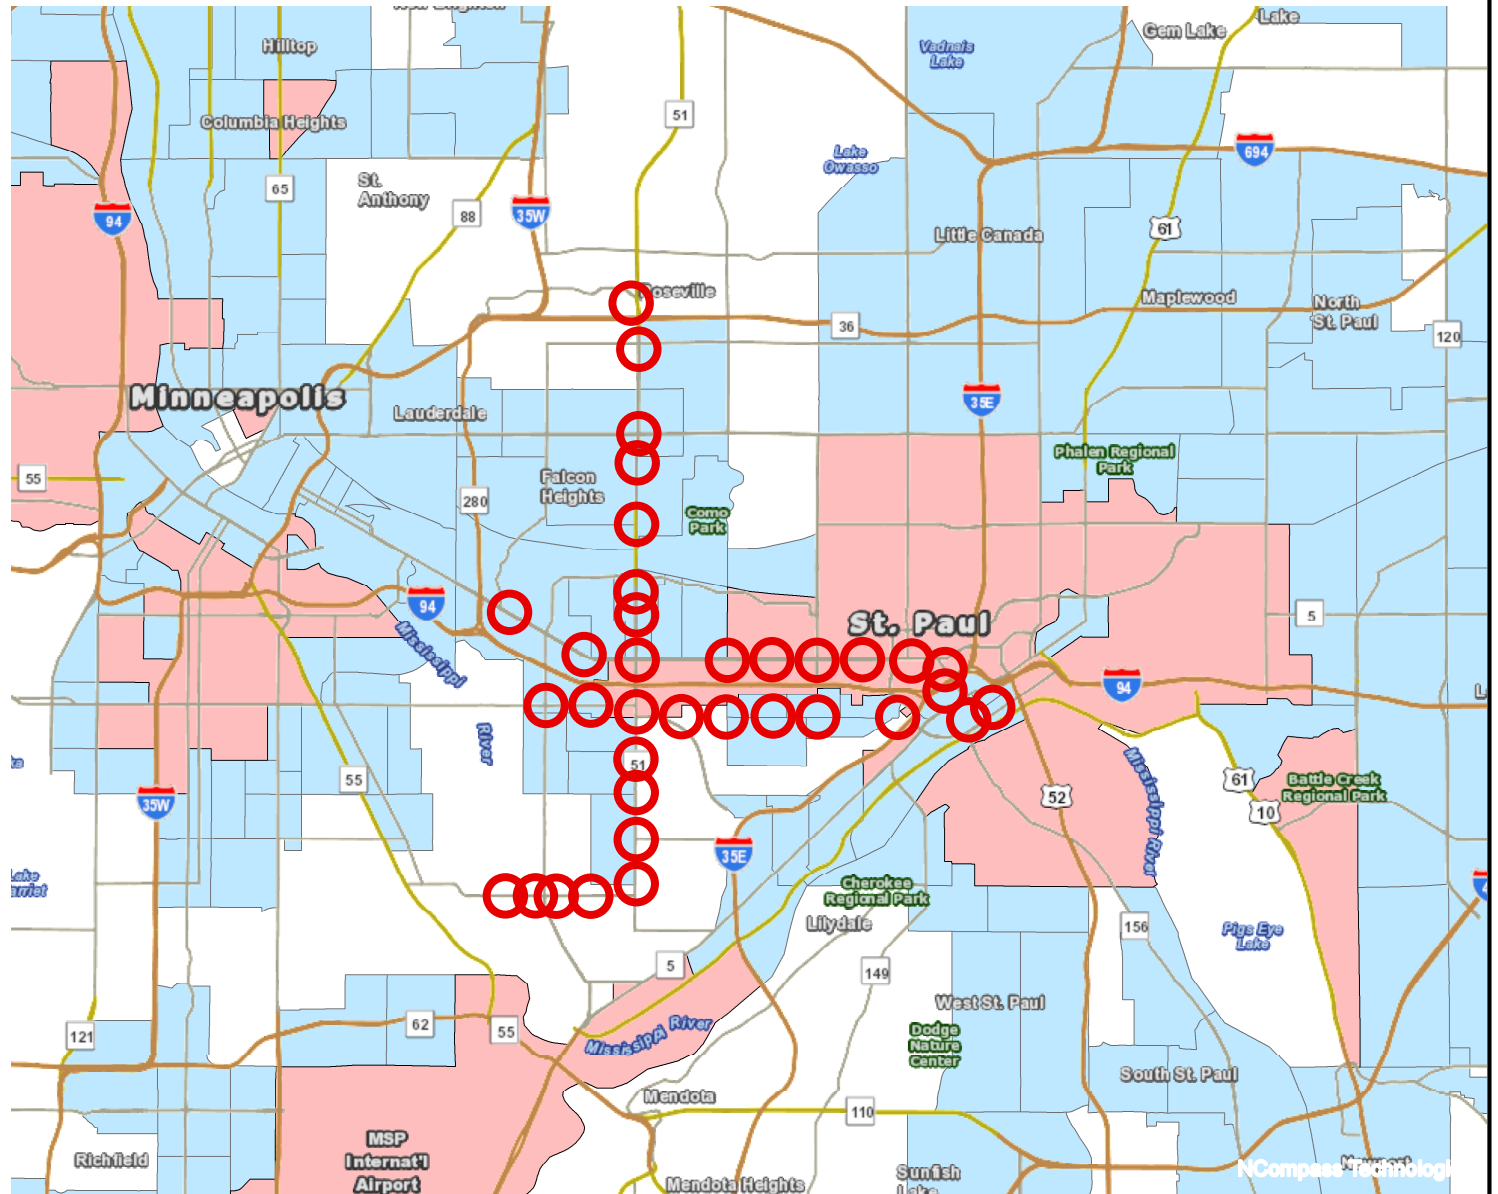 Hilltop
51
Vadnais
Lake
Gem Lake
Lake
Columbia Heights
694
Lake
Owasso
65
St.
Anthony
88
35W
94
61
Little Canada
Roseville
Maplewood
North
St. Paul
36
120
Minneapolis
Lauderdale
35E
55
Falcon
Heights
280
Como
Park
Phalen Regional
Park
94
St. Paul
5
Mississippi
River
94
51
55
35W
61
10
Battle Creek
Regional Park
52
Mississippi River
35E
Cherokee
Regional Park
Lilydale
156
Pigs Eye
Lake
5
149
West St. Paul
121
62
55
Mississippi River
Dodge
Nature
Center
South St. Paul
Mendota
110
MSP
Internat'l
Airport
Richfield
Mendota Heights
Sunfish
Lake
NCompass Technologi